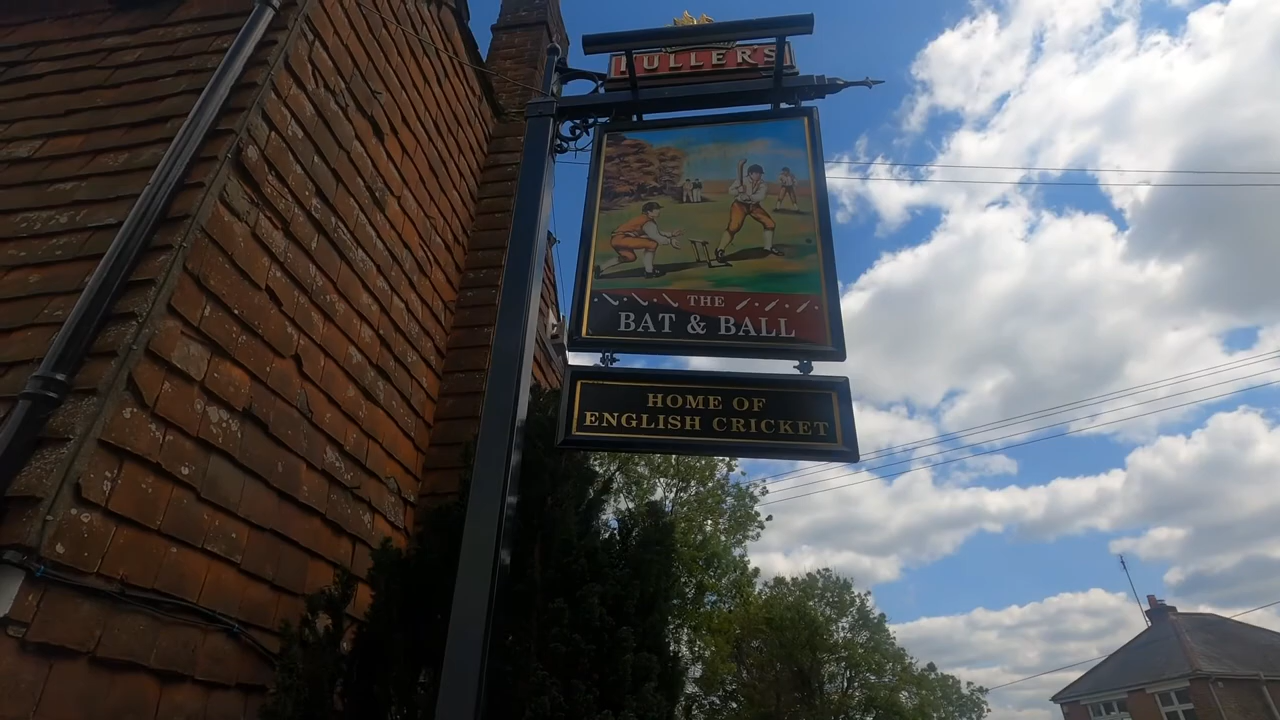 FULLERS
THE
BAT & BALL
HOME OF
ENGLISH CRICKET